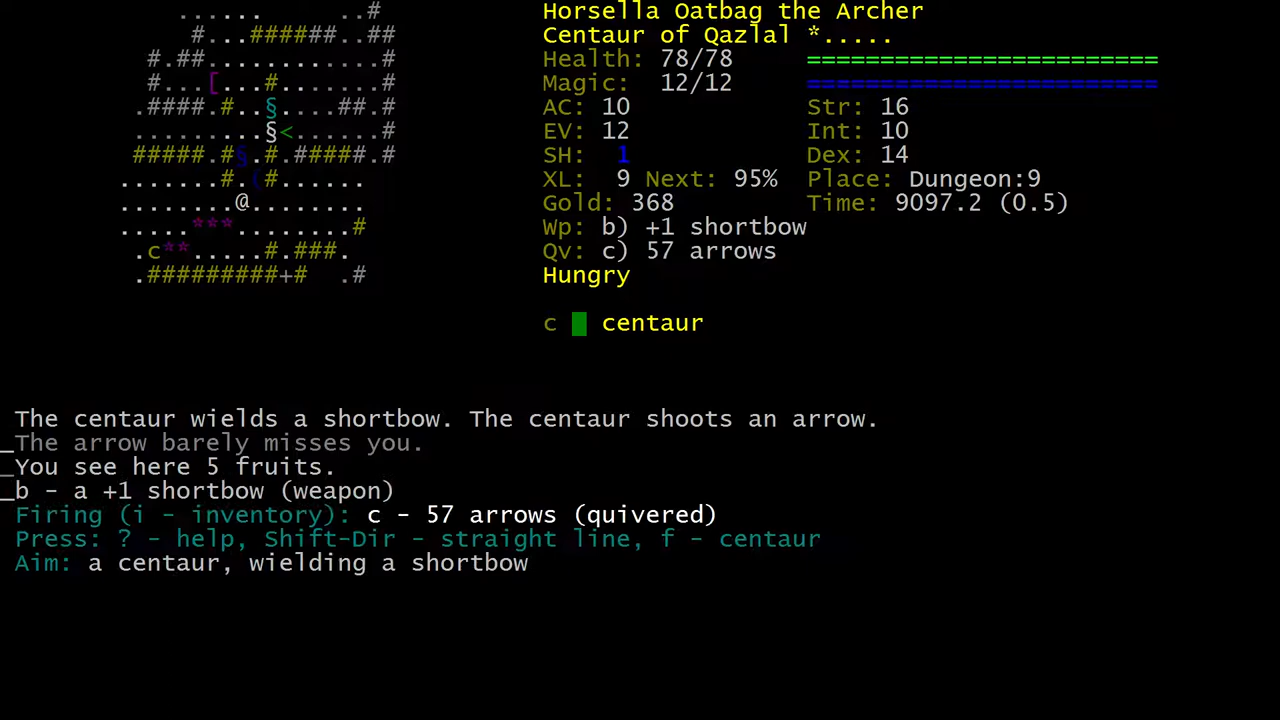 ......       ..#     Horsella Oatbag the Archer
#...######..##     Centaur of Qazlal *.....
#.##............#     Health: 78/78     ========================
#...[...#.......#     Magic:  12/12     ========================
.####.#..§....##.#     AC: 10     Str: 16
.........§<......#     EV: 12     Int: 10
#####.#§.#.#####.#     SH:  1     Dex: 14
.......#.(#......     XL:  9 Next: 95%     Place: Dungeon:9
........@........     Gold: 368     Time: 9097.2 (0.5)
.....***........#     Wp: b) +1 shortbow
.c**.....#.###.     Qv: c) 57 arrows
.#########+#  .#     Hungry
c   centaur
The centaur wields a shortbow. The centaur shoots an arrow.
_The arrow barely misses you.
_You see here 5 fruits.
_b - a +1 shortbow (weapon)
Firing (i - inventory): c - 57 arrows (quivered)
Press: ? - help, Shift-Dir - straight line, f - centaur
Aim: a centaur, wielding a shortbow